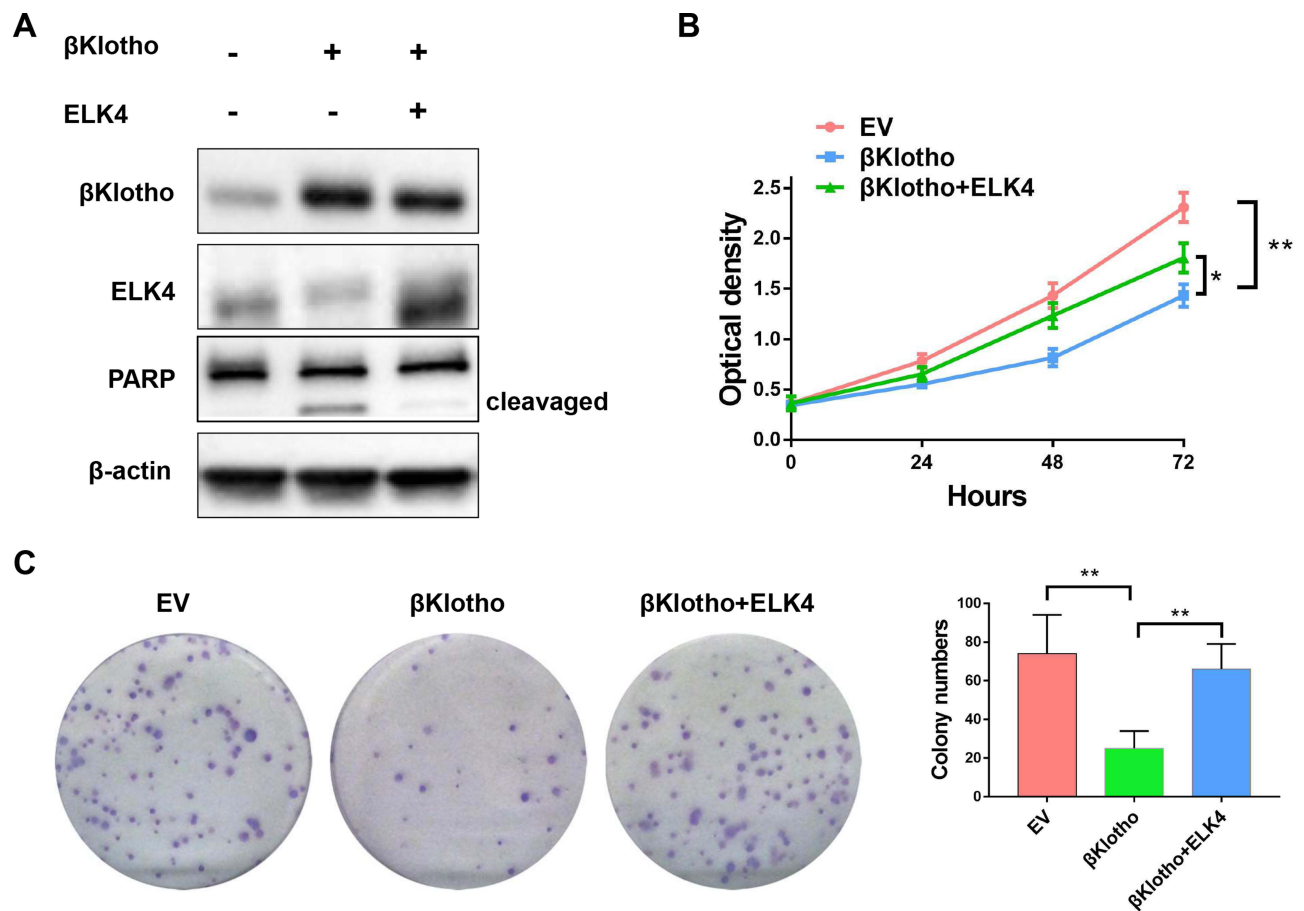 A
βKlotho - + +
ELK4 - - +
βKlotho
ELK4
PARP
cleavaged
β-actin
B
EV
βKlotho
βKlotho+ELK4
Optical density
2.5
2.0
1.5
1.0
0.5
0.0
0 24 48 72
Hours
**
*
C
EV βKlotho βKlotho+ELK4
Colony numbers
100
80
60
40
20
0
** **
EV βKlotho βKlotho+ELK4